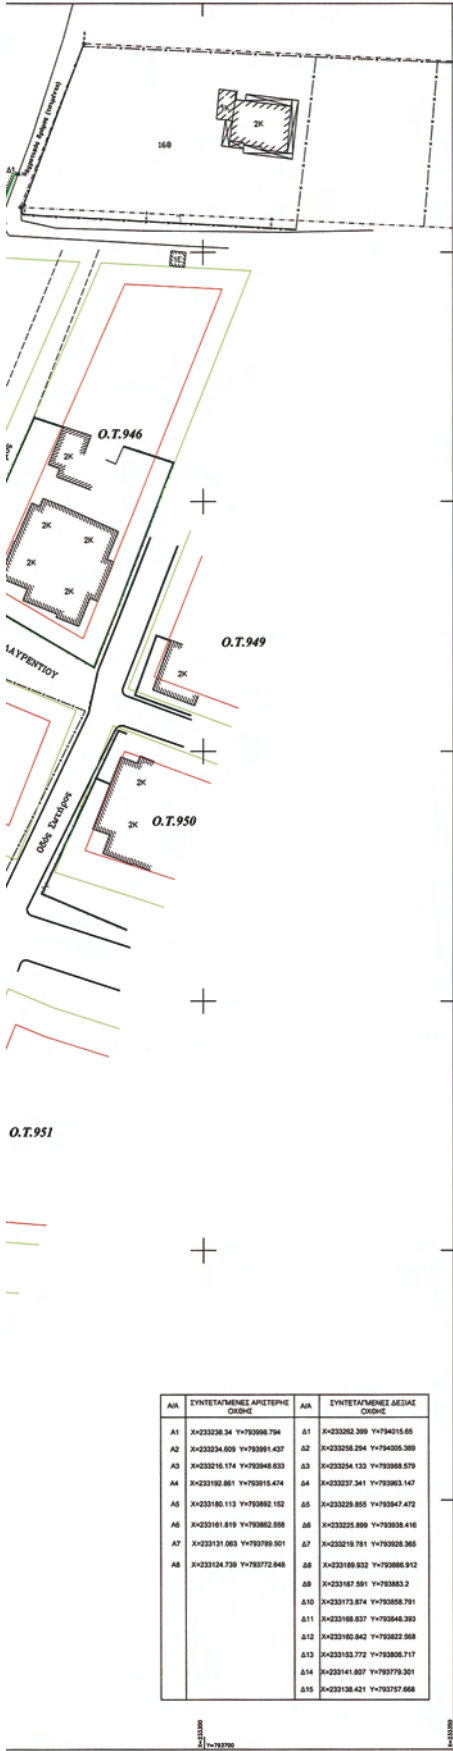 Δ1
2K
168
Ο.Τ.946
2K
2K
2K
2K
2K
Ο.Τ.949
ΛΑΥΡΕΝΤΙΟΥ
2K
2K
Οδός Σωτήρος
2K
Ο.Τ.950
Ο.Τ.951
Α/Α ΣΥΝΤΕΤΑΓΜΕΝΕΣ ΑΡΙΣΤΕΡΗΣ ΟΧΘΗΣ Α/Α ΣΥΝΤΕΤΑΓΜΕΝΕΣ ΔΕΞΙΑΣ ΟΧΘΗΣ
Α1 X=233238.34 Y=793998.794 Δ1 X=233262.399 Y=794015.65
Α2 X=233234.609 Y=793991.437 Δ2 X=233258.294 Y=794005.389
Α3 X=233216.174 Y=793948.633 Δ3 X=233254.133 Y=793988.579
Α4 X=233192.861 Y=793915.474 Δ4 X=233237.341 Y=793963.147
Α5 X=233180.113 Y=793892.152 Δ5 X=233229.855 Y=793947.472
Α6 X=233161.819 Y=793862.558 Δ6 X=233225.899 Y=793938.416
Α7 X=233131.063 Y=793789.501 Δ7 X=233219.781 Y=793928.365
Α8 X=233124.739 Y=793772.648 Δ8 X=233189.932 Y=793886.912
Δ9 X=233187.591 Y=793883.2
Δ10 X=233173.874 Y=793858.791
Δ11 X=233168.837 Y=793848.393
Δ12 X=233160.842 Y=793822.568
Δ13 X=233153.772 Y=793806.717
Δ14 X=233141.807 Y=793779.301
Δ15 X=233138.421 Y=793757.668
X=233300
Y=793700
X=233350